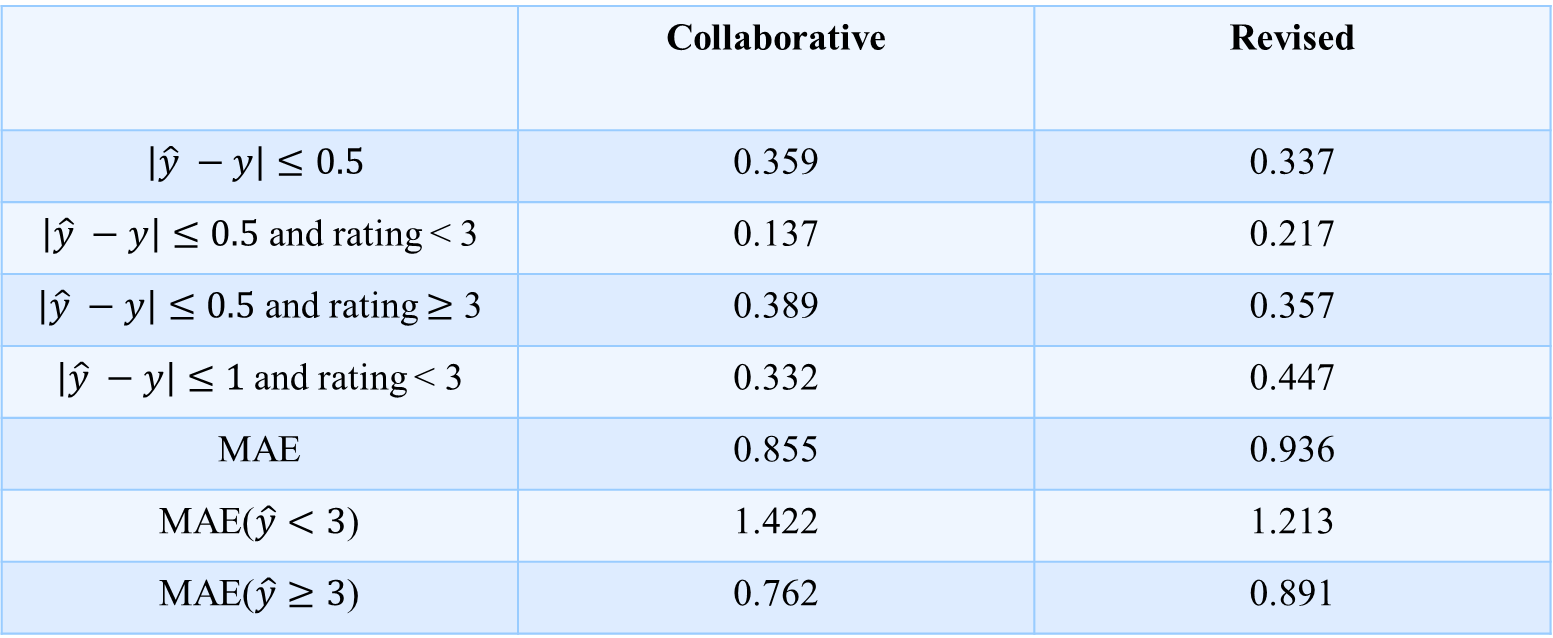 Collaborative Revised
|ŷ − y| ≤ 0.5 0.359 0.337
|ŷ − y| ≤ 0.5 and rating < 3 0.137 0.217
|ŷ − y| ≤ 0.5 and rating ≥ 3 0.389 0.357
|ŷ − y| ≤ 1 and rating < 3 0.332 0.447
MAE 0.855 0.936
MAE(ŷ < 3) 1.422 1.213
MAE(ŷ ≥ 3) 0.762 0.891